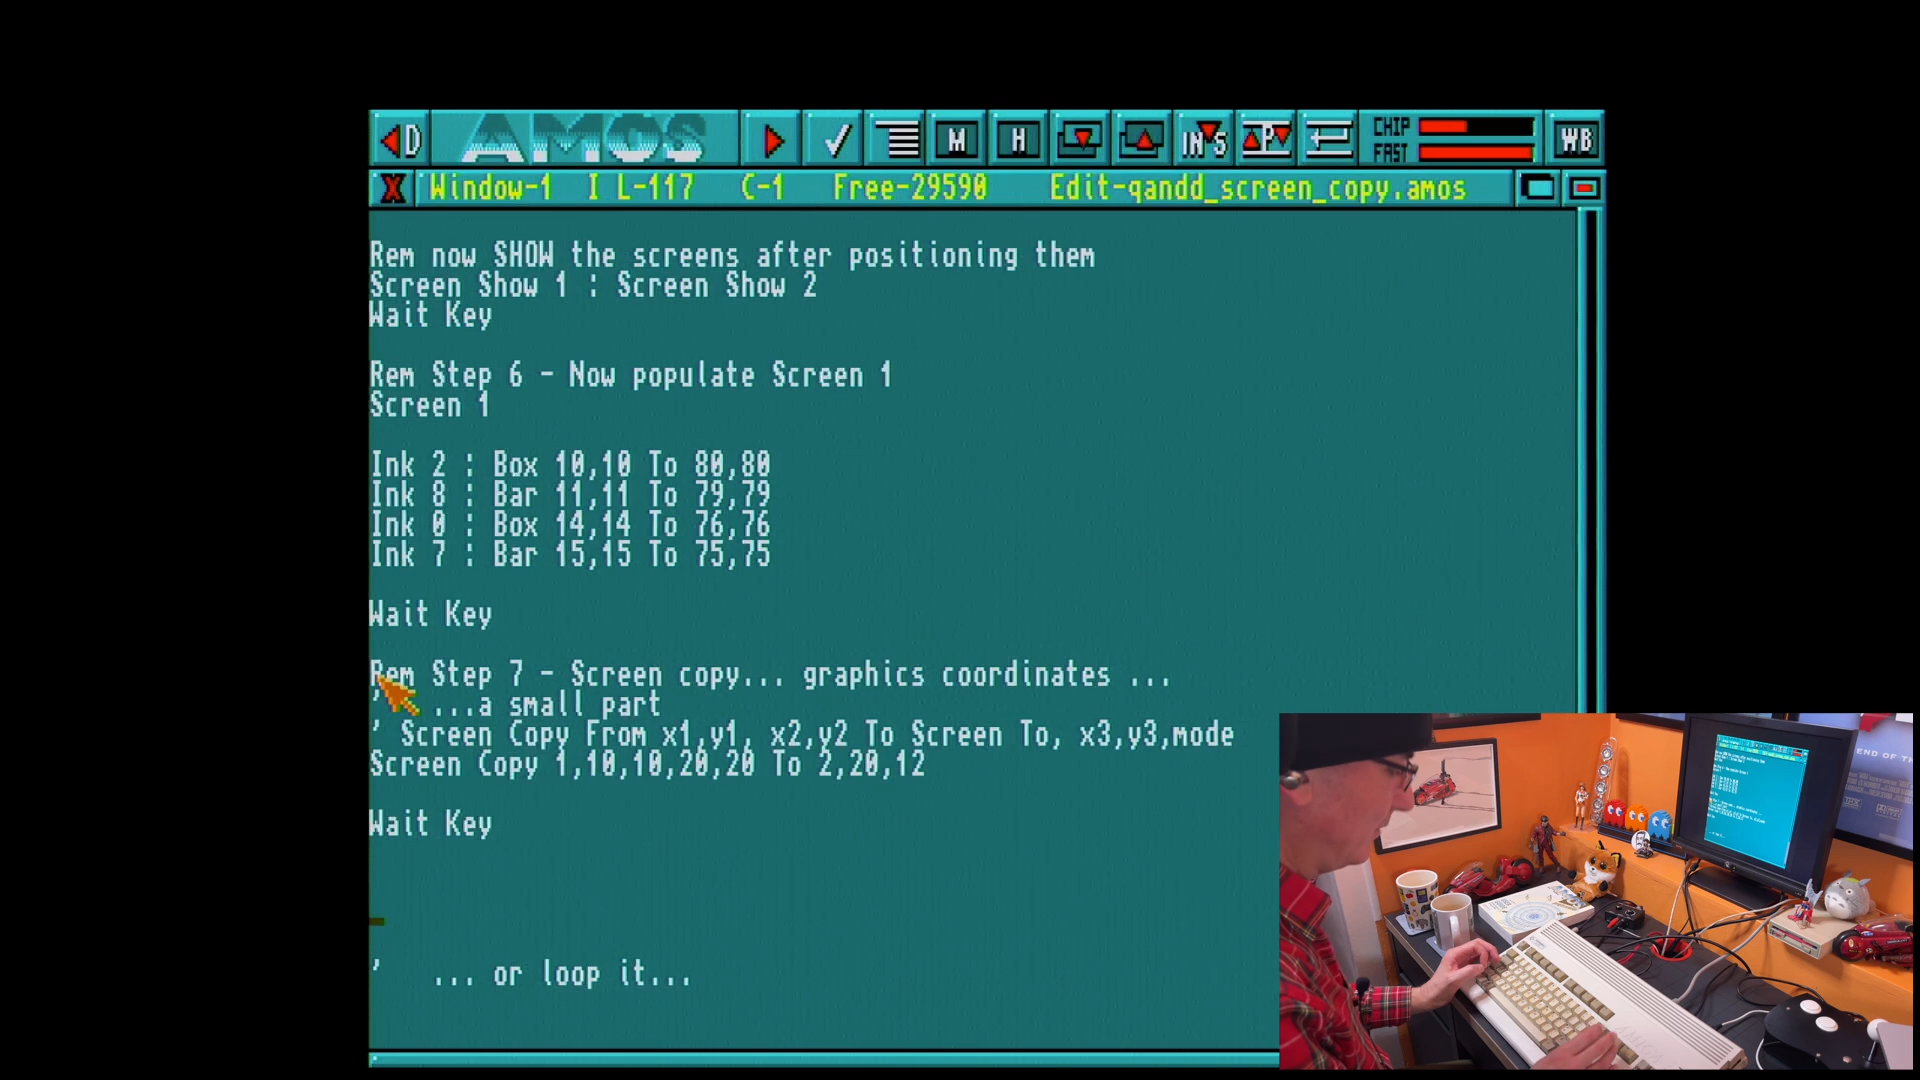 D AMOS M H IN S P CHIP FAST WB
X Window-1 I L-117 C-1 Free-29590 Edit-qandd_screen_copy.amos
Rem now SHOW the screens after positioning them
Screen Show 1 : Screen Show 2
Wait Key
Rem Step 6 - Now populate Screen 1
Screen 1
Ink 2 : Box 10,10 To 80,80
Ink 8 : Bar 11,11 To 79,79
Ink 0 : Box 14,14 To 76,76
Ink 7 : Bar 15,15 To 75,75
Wait Key
Rem Step 7 - Screen copy... graphics coordinates ...
' ...a small part
' Screen Copy From x1,y1, x2,y2 To Screen To, x3,y3,mode
Screen Copy 1,10,10,20,20 To 2,20,12
Wait Key
' ... or loop it...
END OF TH